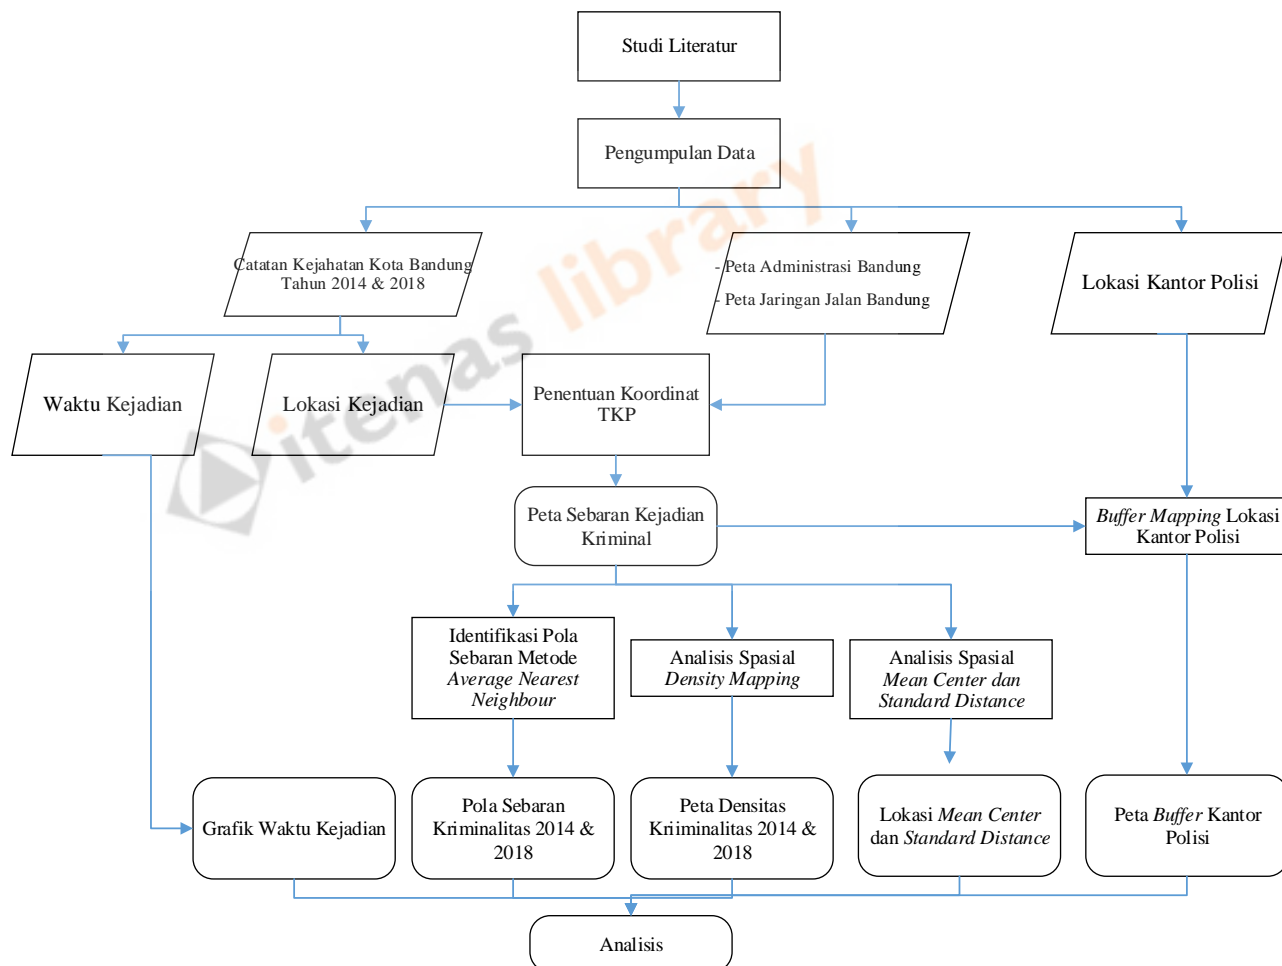 Studi Literatur
Pengumpulan Data
Catatan Kejahatan Kota Bandung
Tahun 2014 & 2018
- Peta Administrasi Bandung
- Peta Jaringan Jalan Bandung
Lokasi Kantor Polisi
Waktu Kejadian
Lokasi Kejadian
Penentuan Koordinat
TKP
Peta Sebaran Kejadian
Kriminal
Buffer Mapping Lokasi
Kantor Polisi
Identifikasi Pola
Sebaran Metode
Average Nearest
Neighbour
Analisis Spasial
Density Mapping
Analisis Spasial
Mean Center dan
Standard Distance
Grafik Waktu Kejadian
Pola Sebaran
Kriminalitas 2014 &
2018
Peta Densitas
Kriiminalitas 2014 &
2018
Lokasi Mean Center
dan Standard Distance
Peta Buffer Kantor
Polisi
Analisis
itenas library